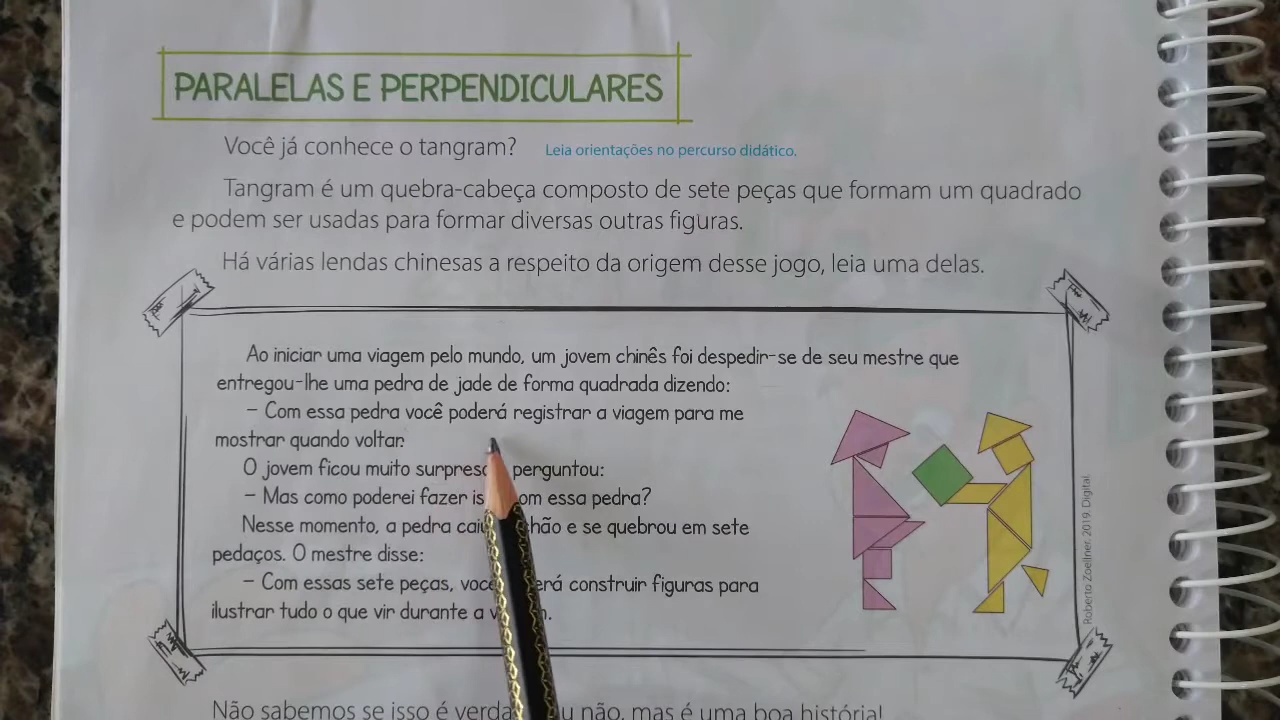 PARALELAS E PERPENDICULARES
Você já conhece o tangram? Leia orientações no percurso didático.
Tangram é um quebra-cabeça composto de sete peças que formam um quadrado
e podem ser usadas para formar diversas outras figuras.
Há várias lendas chinesas a respeito da origem desse jogo, leia uma delas.
Ao iniciar uma viagem pelo mundo, um jovem chinês foi despedir-se de seu mestre que
entregou-lhe uma pedra de jade de forma quadrada dizendo:
– Com essa pedra você poderá registrar a viagem para me
mostrar quando voltar.
O jovem ficou muito surpreso perguntou:
– Mas como poderei fazer com essa pedra?
Nesse momento, a pedra chão e se quebrou em sete
pedaços. O mestre disse:
– Com essas sete peças, você construir figuras para
ilustrar tudo o que vir durante a
Roberto Zoellner. 2019. Digital.
Não sabemos se isso é ou não, mas é uma boa história!